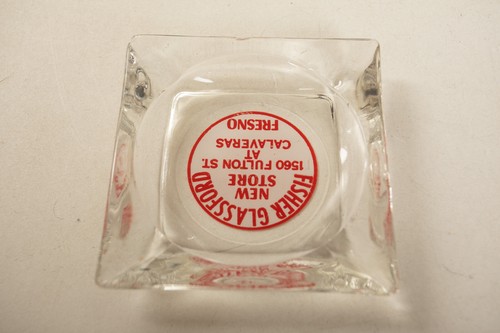 FISHER GLASSFORD
NEW
STORE
1560 FULTON ST.
AT
CALAVERAS
FRESNO